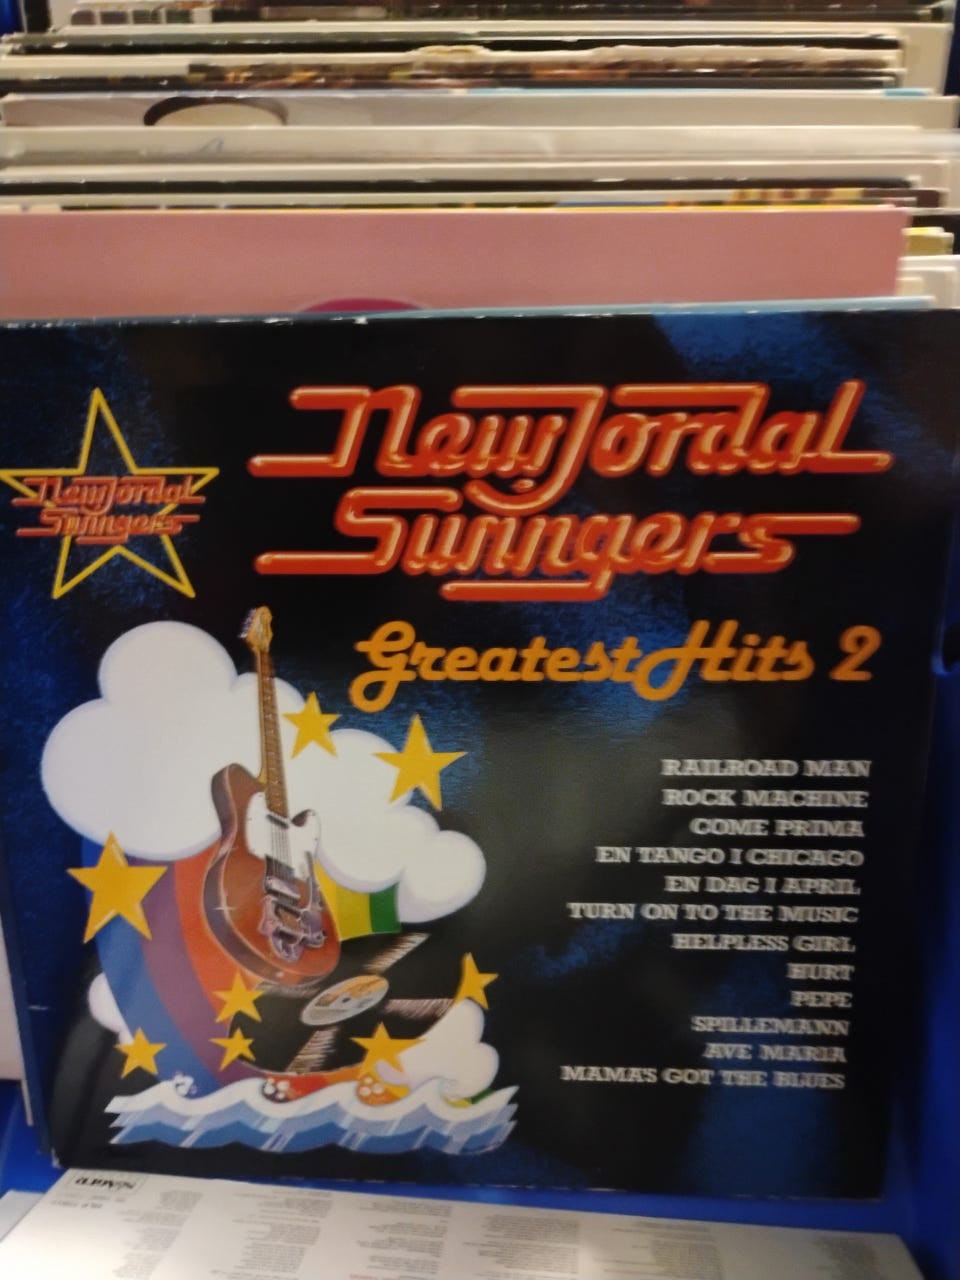 New Jordal
Swingers
New Jordal
Swingers
Greatest Hits 2
RAILROAD MAN
ROCK MACHINE
COME PRIMA
EN TANGO I CHICAGO
EN DAG I APRIL
TURN ON TO THE MUSIC
HELPLESS GIRL
HURT
PEPE
SPILLEMANN
AVE MARIA
MAMA'S GOT THE BLUES